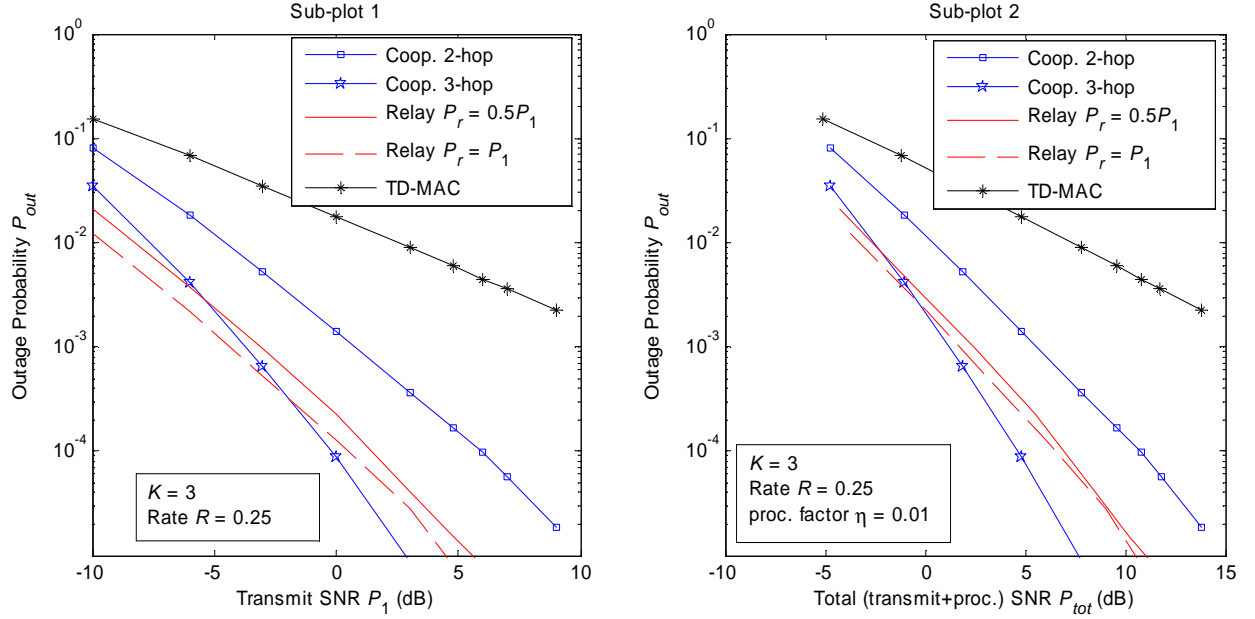 Sub-plot 1
10^0
10^-1
10^-2
10^-3
10^-4
Outage Probability P_out
-10
-5
0
5
10
Transmit SNR P_1 (dB)
Coop. 2-hop
Coop. 3-hop
Relay P_r = 0.5P_1
Relay P_r = P_1
TD-MAC
K = 3
Rate R = 0.25
Sub-plot 2
10^0
10^-1
10^-2
10^-3
10^-4
Outage Probability P_out
-10
-5
0
5
10
15
Total (transmit+proc.) SNR P_tot (dB)
Coop. 2-hop
Coop. 3-hop
Relay P_r = 0.5P_1
Relay P_r = P_1
TD-MAC
K = 3
Rate R = 0.25
proc. factor η = 0.01